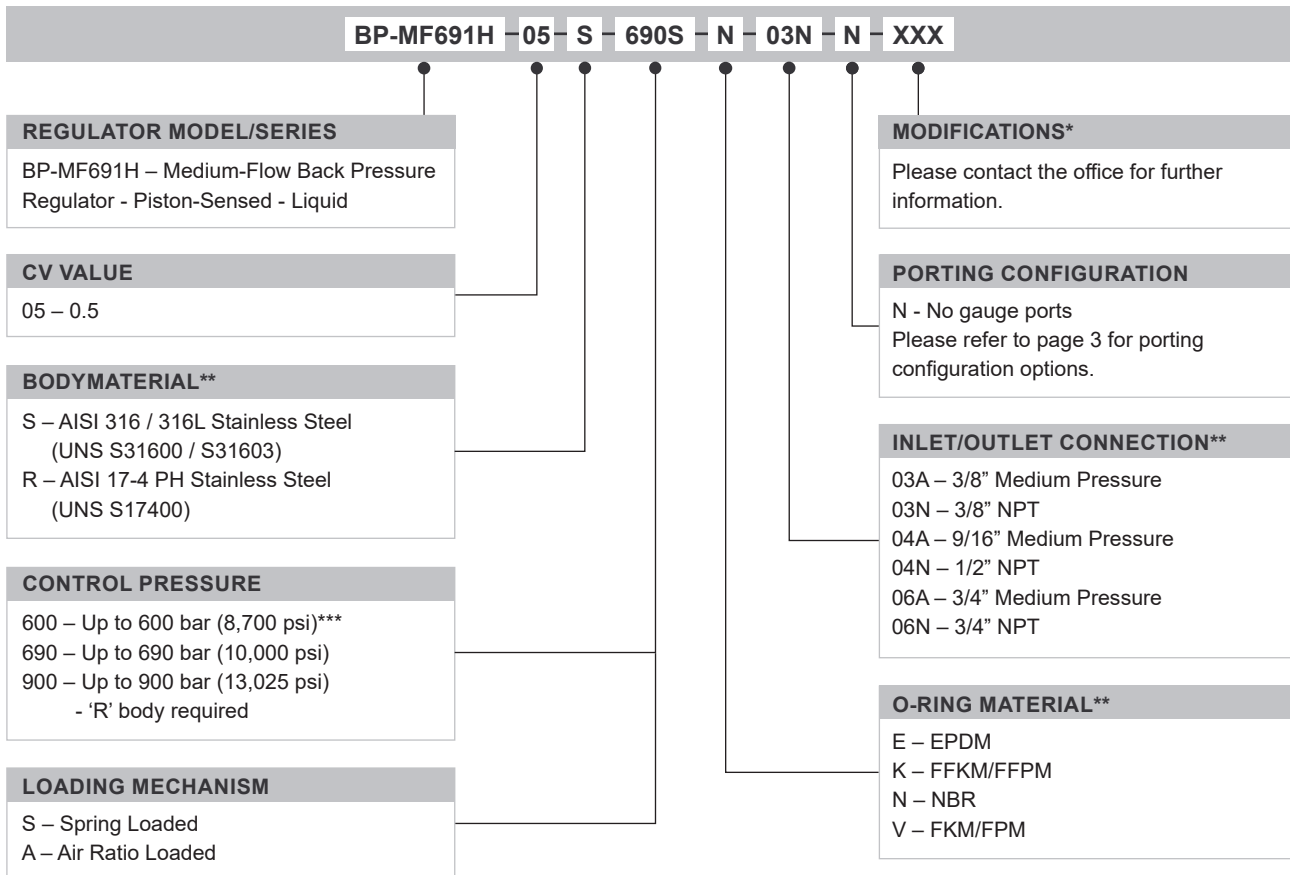 BP-MF691H 05 S 690S N 03N N XXX
REGULATOR MODEL/SERIES
BP-MF691H – Medium-Flow Back Pressure
Regulator - Piston-Sensed - Liquid
CV VALUE
05 – 0.5
BODYMATERIAL**
S – AISI 316 / 316L Stainless Steel
(UNS S31600 / S31603)
R – AISI 17-4 PH Stainless Steel
(UNS S17400)
CONTROL PRESSURE
600 – Up to 600 bar (8,700 psi)***
690 – Up to 690 bar (10,000 psi)
900 – Up to 900 bar (13,025 psi)
- ‘R’ body required
LOADING MECHANISM
S – Spring Loaded
A – Air Ratio Loaded
MODIFICATIONS*
Please contact the office for further
information.
PORTING CONFIGURATION
N - No gauge ports
Please refer to page 3 for porting
configuration options.
INLET/OUTLET CONNECTION**
03A – 3/8” Medium Pressure
03N – 3/8” NPT
04A – 9/16” Medium Pressure
04N – 1/2” NPT
06A – 3/4” Medium Pressure
06N – 3/4” NPT
O-RING MATERIAL**
E – EPDM
K – FFKM/FFPM
N – NBR
V – FKM/FPM